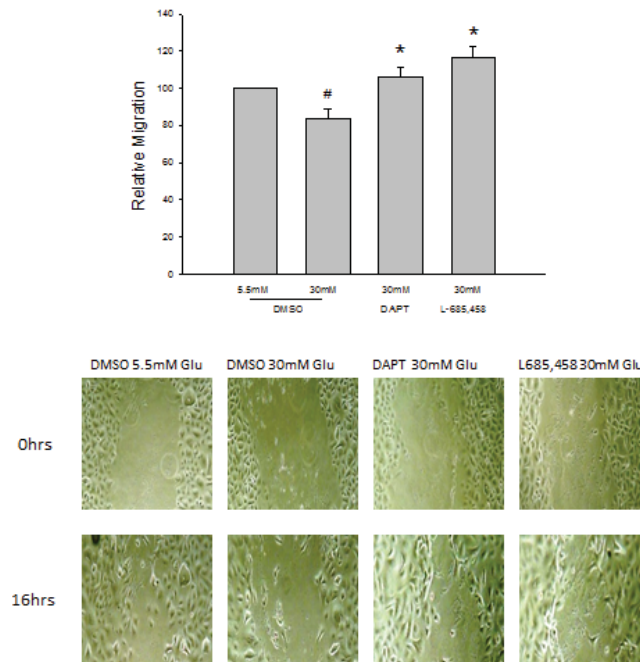 140
120
100
80
60
40
20
0
Relative Migration
#
*
*
5.5mM 30mM 30mM 30mM
DMSO DAPT L-685,458
DMSO 5.5mM Glu DMSO 30mM Glu DAPT 30mM Glu L685,458 30mM Glu
0hrs
16hrs